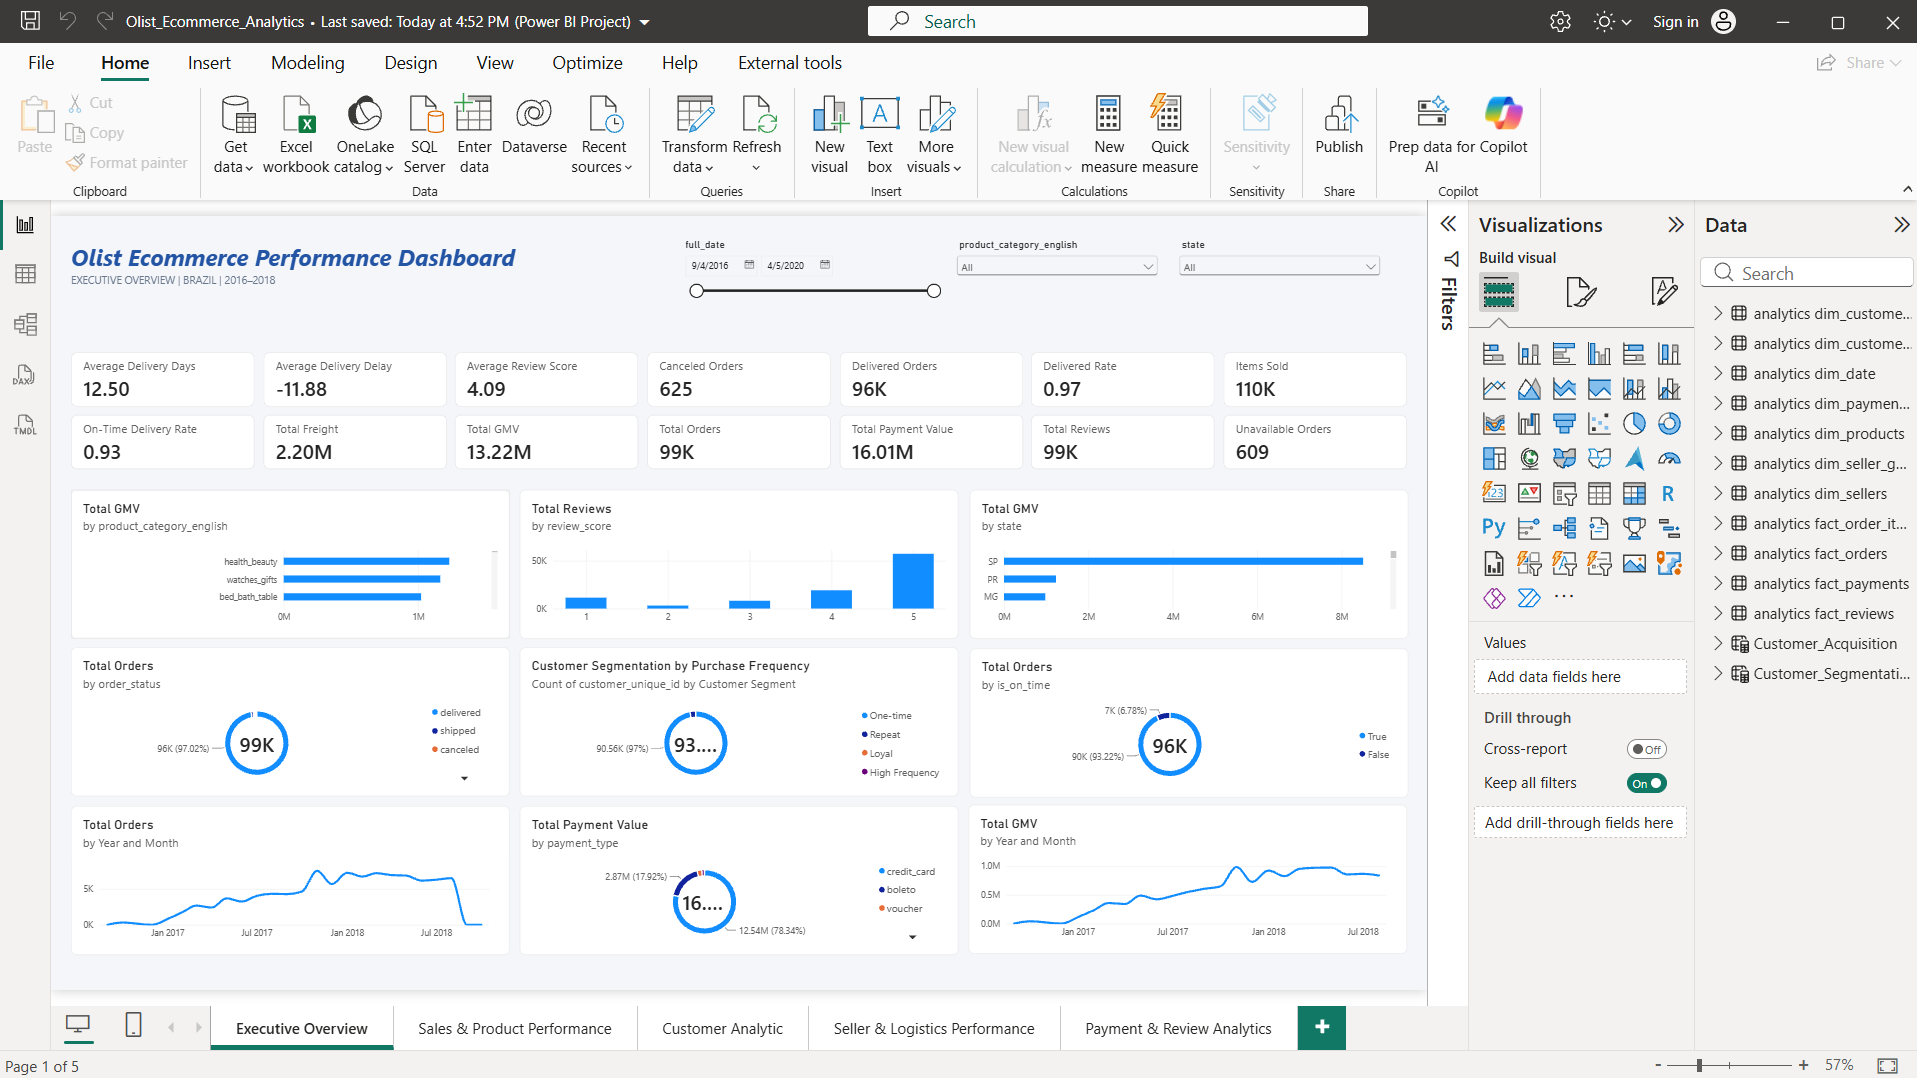 Olist_Ecommerce_Analytics • Last saved: Today at 4:52 PM (Power BI Project)
Search
Sign in
File
Home
Insert
Modeling
Design
View
Optimize
Help
External tools
Share
Paste
Cut
Copy
Format painter
Clipboard
Get data
Excel workbook
OneLake catalog
SQL Server
Enter data
Dataverse
Recent sources
Data
Transform data
Refresh
Queries
New visual
Text box
More visuals
Insert
New visual calculation
New measure
Quick measure
Calculations
Sensitivity
Sensitivity
Publish
Share
Prep data for AI
Copilot
Copilot
DAX
TMDL
Olist Ecommerce Performance Dashboard
EXECUTIVE OVERVIEW | BRAZIL | 2016–2018
full_date
9/4/2016
4/5/2020
product_category_english
All
state
All
Average Delivery Days
12.50
Average Delivery Delay
-11.88
Average Review Score
4.09
Canceled Orders
625
Delivered Orders
96K
Delivered Rate
0.97
Items Sold
110K
On-Time Delivery Rate
0.93
Total Freight
2.20M
Total GMV
13.22M
Total Orders
99K
Total Payment Value
16.01M
Total Reviews
99K
Unavailable Orders
609
Total GMV
by product_category_english
health_beauty
watches_gifts
bed_bath_table
0M
1M
Total Reviews
by review_score
50K
0K
1
2
3
4
5
Total GMV
by state
SP
PR
MG
0M
2M
4M
6M
8M
Total Orders
by order_status
96K (97.02%)
99K
delivered
shipped
canceled
Customer Segmentation by Purchase Frequency
Count of customer_unique_id by Customer Segment
90.56K (97%)
93....
One-time
Repeat
Loyal
High Frequency
Total Orders
by is_on_time
7K (6.78%)
90K (93.22%)
96K
True
False
Total Orders
by Year and Month
5K
0K
Jan 2017
Jul 2017
Jan 2018
Jul 2018
Total Payment Value
by payment_type
2.87M (17.92%)
16....
12.54M (78.34%)
credit_card
boleto
voucher
Total GMV
by Year and Month
1.0M
0.5M
0.0M
Jan 2017
Jul 2017
Jan 2018
Jul 2018
Filters
Visualizations
Build visual
123
R
Py
...
Values
Add data fields here
Drill through
Cross-report
Off
Keep all filters
On
Add drill-through fields here
Data
Search
analytics dim_custome...
analytics dim_custome...
analytics dim_date
analytics dim_paymen...
analytics dim_products
analytics dim_seller_g...
analytics dim_sellers
analytics fact_order_it...
analytics fact_orders
analytics fact_payments
analytics fact_reviews
Customer_Acquisition
Customer_Segmentati...
Executive Overview
Sales & Product Performance
Customer Analytic
Seller & Logistics Performance
Payment & Review Analytics
+
Page 1 of 5
-
+
57%